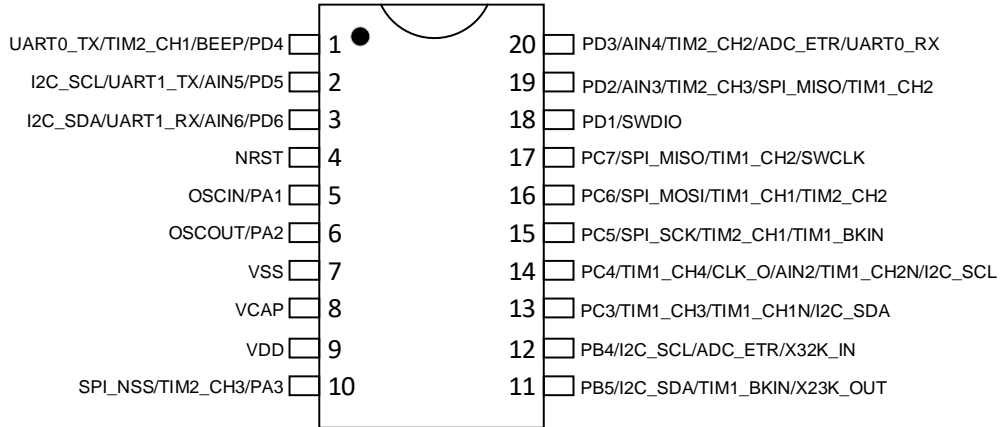 UART0_TX/TIM2_CH1/BEEP/PD4 1 20 PD3/AIN4/TIM2_CH2/ADC_ETR/UART0_RX
I2C_SCL/UART1_TX/AIN5/PD5 2 19 PD2/AIN3/TIM2_CH3/SPI_MISO/TIM1_CH2
I2C_SDA/UART1_RX/AIN6/PD6 3 18 PD1/SWDIO
NRST 4 17 PC7/SPI_MISO/TIM1_CH2/SWCLK
OSCIN/PA1 5 16 PC6/SPI_MOSI/TIM1_CH1/TIM2_CH2
OSCOUT/PA2 6 15 PC5/SPI_SCK/TIM2_CH1/TIM1_BKIN
VSS 7 14 PC4/TIM1_CH4/CLK_O/AIN2/TIM1_CH2N/I2C_SCL
VCAP 8 13 PC3/TIM1_CH3/TIM1_CH1N/I2C_SDA
VDD 9 12 PB4/I2C_SCL/ADC_ETR/X32K_IN
SPI_NSS/TIM2_CH3/PA3 10 11 PB5/I2C_SDA/TIM1_BKIN/X23K_OUT